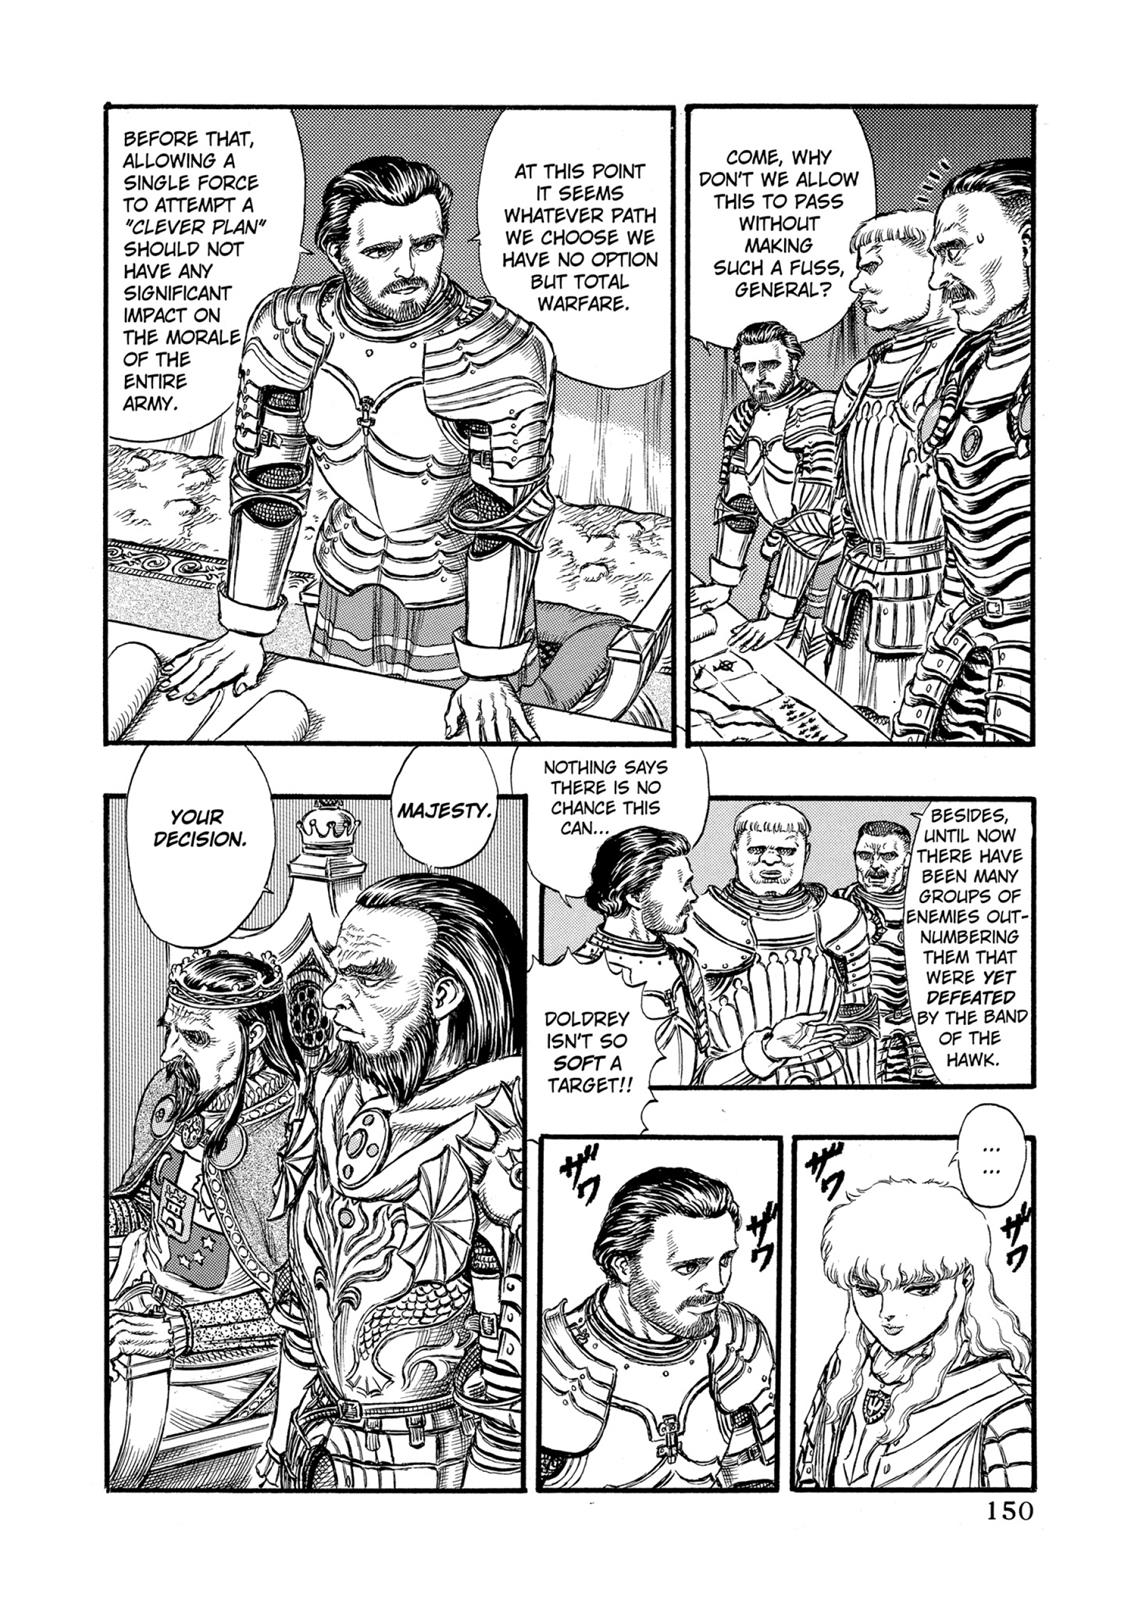 COME, WHY
DON'T WE ALLOW
THIS TO PASS
WITHOUT
MAKING
SUCH A FUSS,
GENERAL?
AT THIS POINT
IT SEEMS
WHATEVER PATH
WE CHOOSE WE
HAVE NO OPTION
BUT TOTAL
WARFARE.
BEFORE THAT,
ALLOWING A
SINGLE FORCE
TO ATTEMPT A
"CLEVER PLAN"
SHOULD NOT
HAVE ANY
SIGNIFICANT
IMPACT ON
THE MORALE
OF THE
ENTIRE
ARMY.
BESIDES,
UNTIL NOW
THERE HAVE
BEEN MANY
GROUPS OF
ENEMIES OUT-
NUMBERING
THEM THAT
WERE YET
DEFEATED
BY THE BAND
OF THE
HAWK.
NOTHING SAYS
THERE IS NO
CHANCE THIS
CAN...
DOLDREY
ISN'T SO
SOFT A
TARGET!!
MAJESTY.
YOUR
DECISION.
...
...
ザワ
ザワ
ザワ
ザワ
150